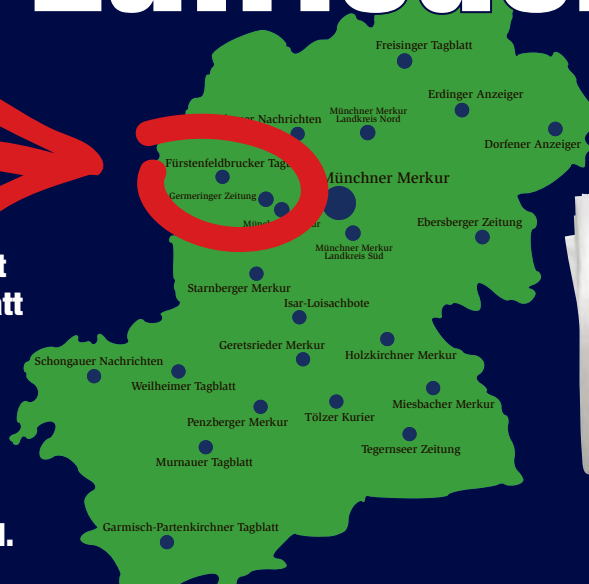 Freisinger Tagblatt
Erdinger Anzeiger
Münchner Merkur
Landkreis Nord
Nachrichten
Dorfener Anzeiger
Fürstenfeldbrucker
Münchner Merkur
Germeringer Zeitung
Ebersberger Zeitung
Münchner Merkur
Landkreis Süd
Starnberger Merkur
Isar-Loisachbote
Geretsrieder Merkur
Holzkirchner Merkur
Schongauer Nachrichten
Weilheimer Tagblatt
Miesbacher Merkur
Penzberger Merkur
Tölzer Kurier
Tegernseer Zeitung
Murnauer Tagblatt
Garmisch-Partenkirchner Tagblatt